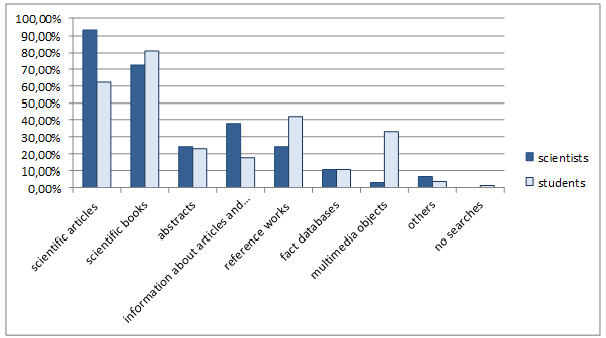 100,00%
90,00%
80,00%
70,00%
60,00%
50,00%
40,00%
30,00%
20,00%
10,00%
0,00%
scientific articles
scientific books
abstracts
information about articles and...
reference works
fact databases
multimedia objects
others
no searches
scientists
students